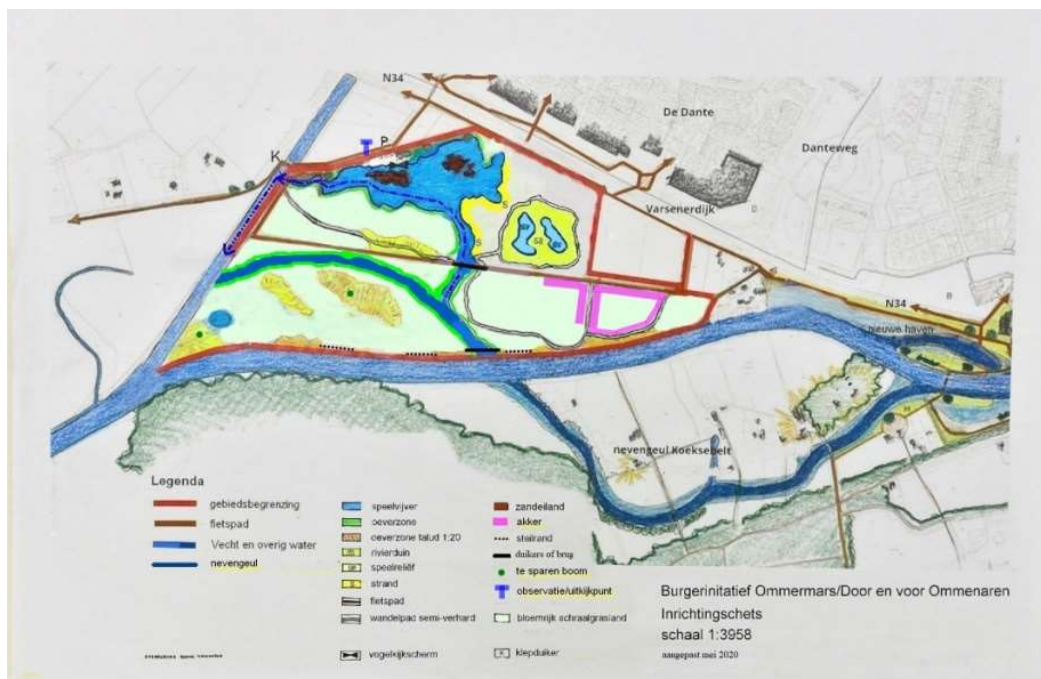 N34
De Dante
Danteweg
K
P
Varsenerdijk
S
S
SR
N34
nieuwe haven
nevengeul Koeksebelt
Legenda
gebiedsbegrenzing
fietspad
Vecht en overig water
nevengeul
speelvijver
oeverzone
oeverzone talud 1:20
rivierduin
speelreliëf
strand
fietspad
wandelpad semi-verhard
vogelkijkscherm
zandeiland
akker
steilrand
duikers of brug
te sparen boom
observatie/uitkijkpunt
bloemrijk schraalgrasland
K klepduiker
Burgerinitatief Ommermars/Door en voor Ommenaren
Inrichtingschets
schaal 1:3958
aangepast mei 2020